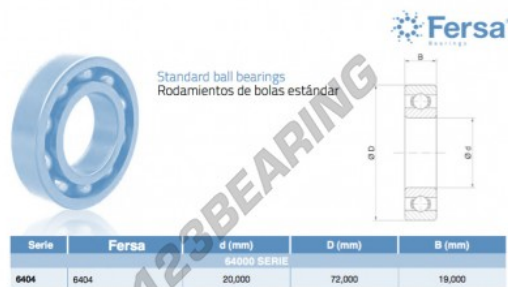 Fersa
Bearings
Standard ball bearings
Rodamientos de bolas estándar
B
Ø D
Ø d
123BEARING
Serie Fersa d (mm) D (mm) B (mm)
64000 SERIE
6404 6404 20,000 72,000 19,000